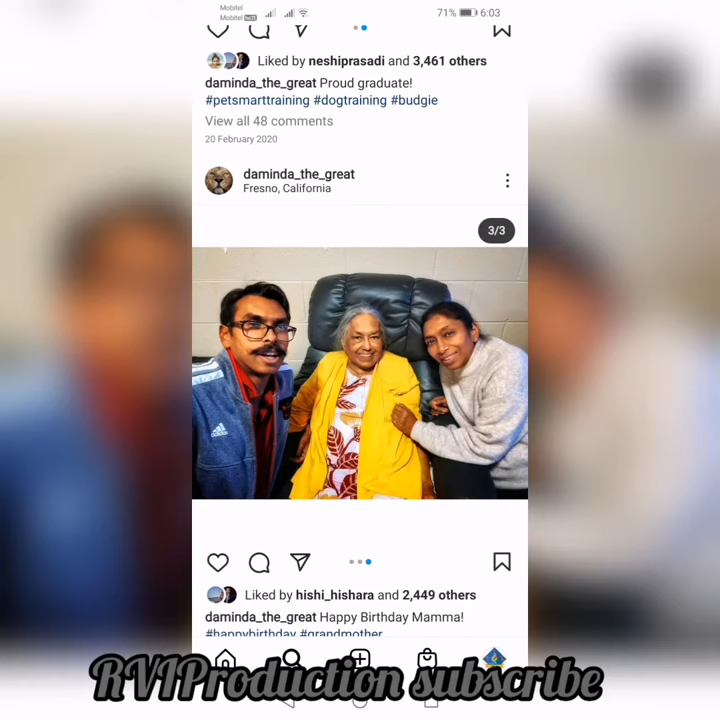 Mobitel
Mobitel
71% 6:03
Liked by neshiprasadi and 3,461 others
daminda_the_great Proud graduate!
#petsmarttraining #dogtraining #budgie
View all 48 comments
20 February 2020
daminda_the_great
Fresno, California
3/3
adidas
Liked by hishi_hishara and 2,449 others
daminda_the_great Happy Birthday Mamma!
#happybirthday #grandmother
RVIProduction subscribe